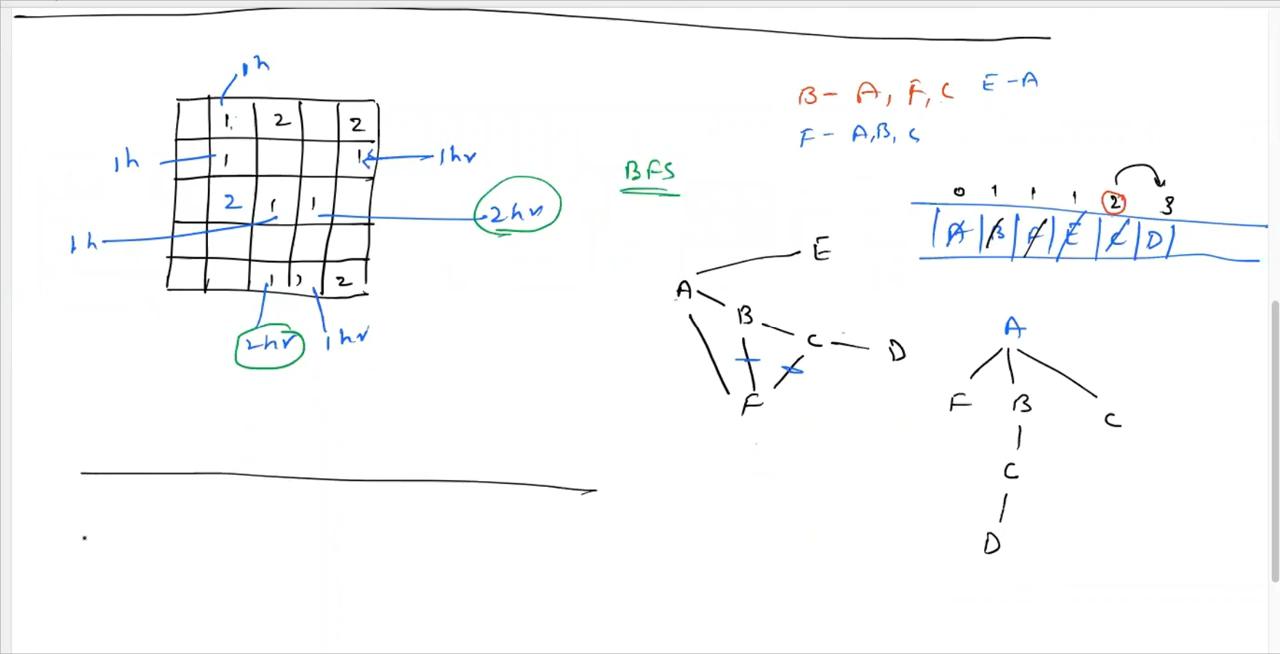 1h
1 2 2
1h 1 1 1hr
2 1 1 2hr
1h
1 1 2
2hr 1hr
BFS
B - A, F, C E - A
F - A, B, C
0 1 1 1 2 3
A B F E C D
E
A
B
C D
F
A
F B C
C
D